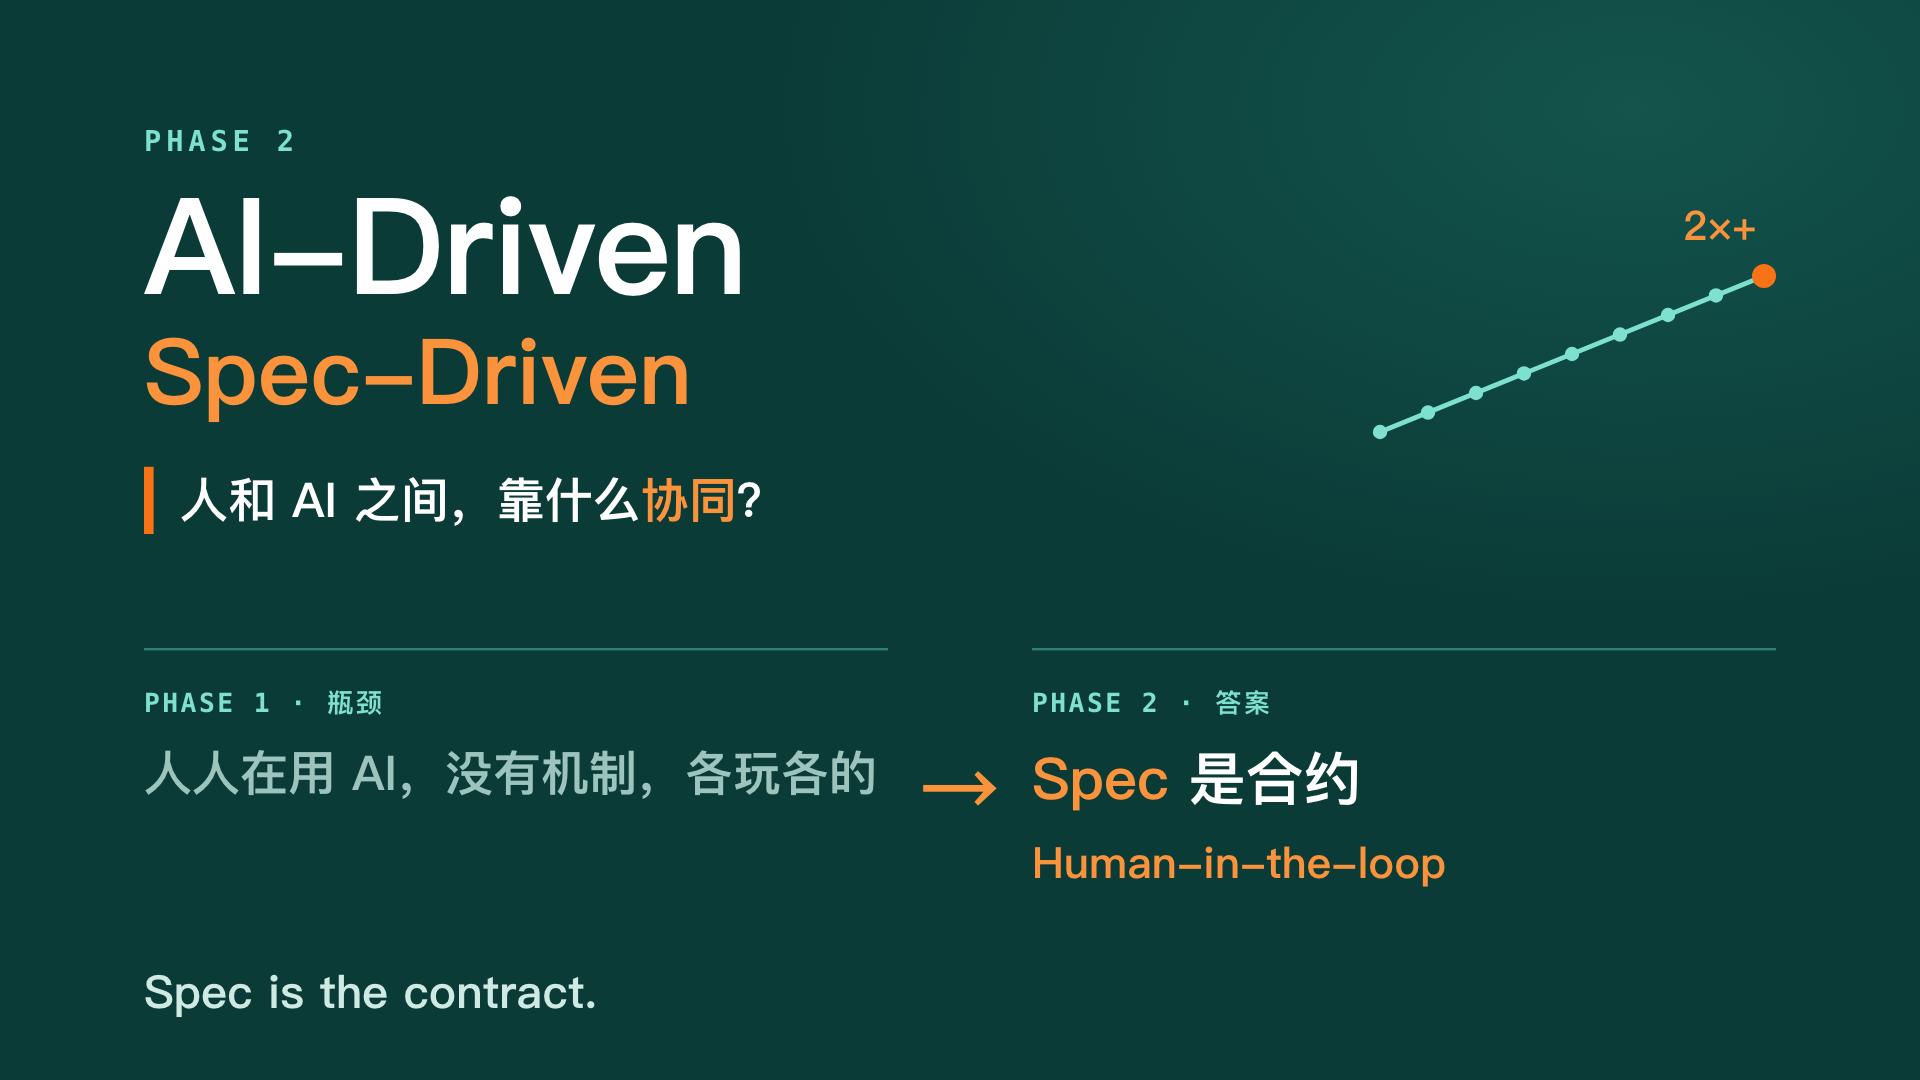 PHASE 2
AI-Driven
Spec-Driven
人和 AI 之间，靠什么协同？
2×+
PHASE 1 · 瓶颈
人人在用 AI，没有机制，各玩各的
→
PHASE 2 · 答案
Spec 是合约
Human-in-the-loop
Spec is the contract.